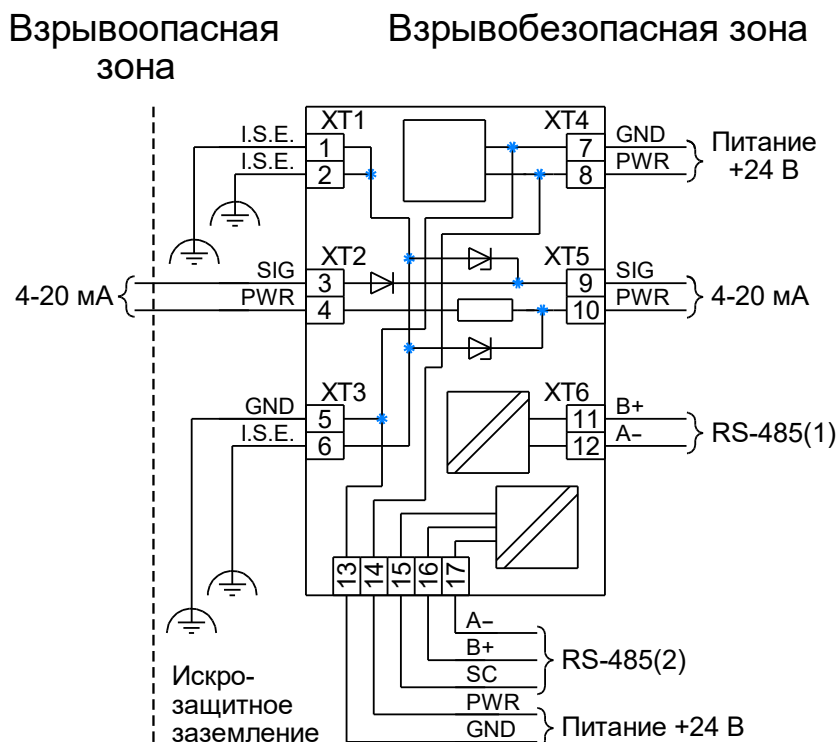 Взрывоопасная
зона
Взрывобезопасная зона
XT1
XT4
I.S.E.
1
7
GND
I.S.E.
2
8
PWR
Питание
+24 В
XT2
XT5
4-20 мА
SIG
3
9
SIG
PWR
4
10
PWR
4-20 мА
XT3
XT6
GND
5
11
B+
I.S.E.
6
12
A−
RS-485(1)
13
14
15
16
17
A−
B+
SC
RS-485(2)
PWR
GND
Питание +24 В
Искро-
защитное
заземление